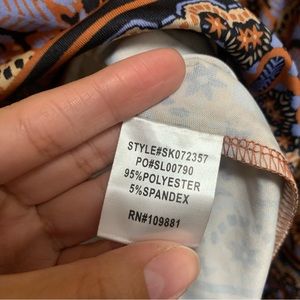 STYLE#SK072357
PO#SL00790
95%POLYESTER
5%SPANDEX
RN#109881